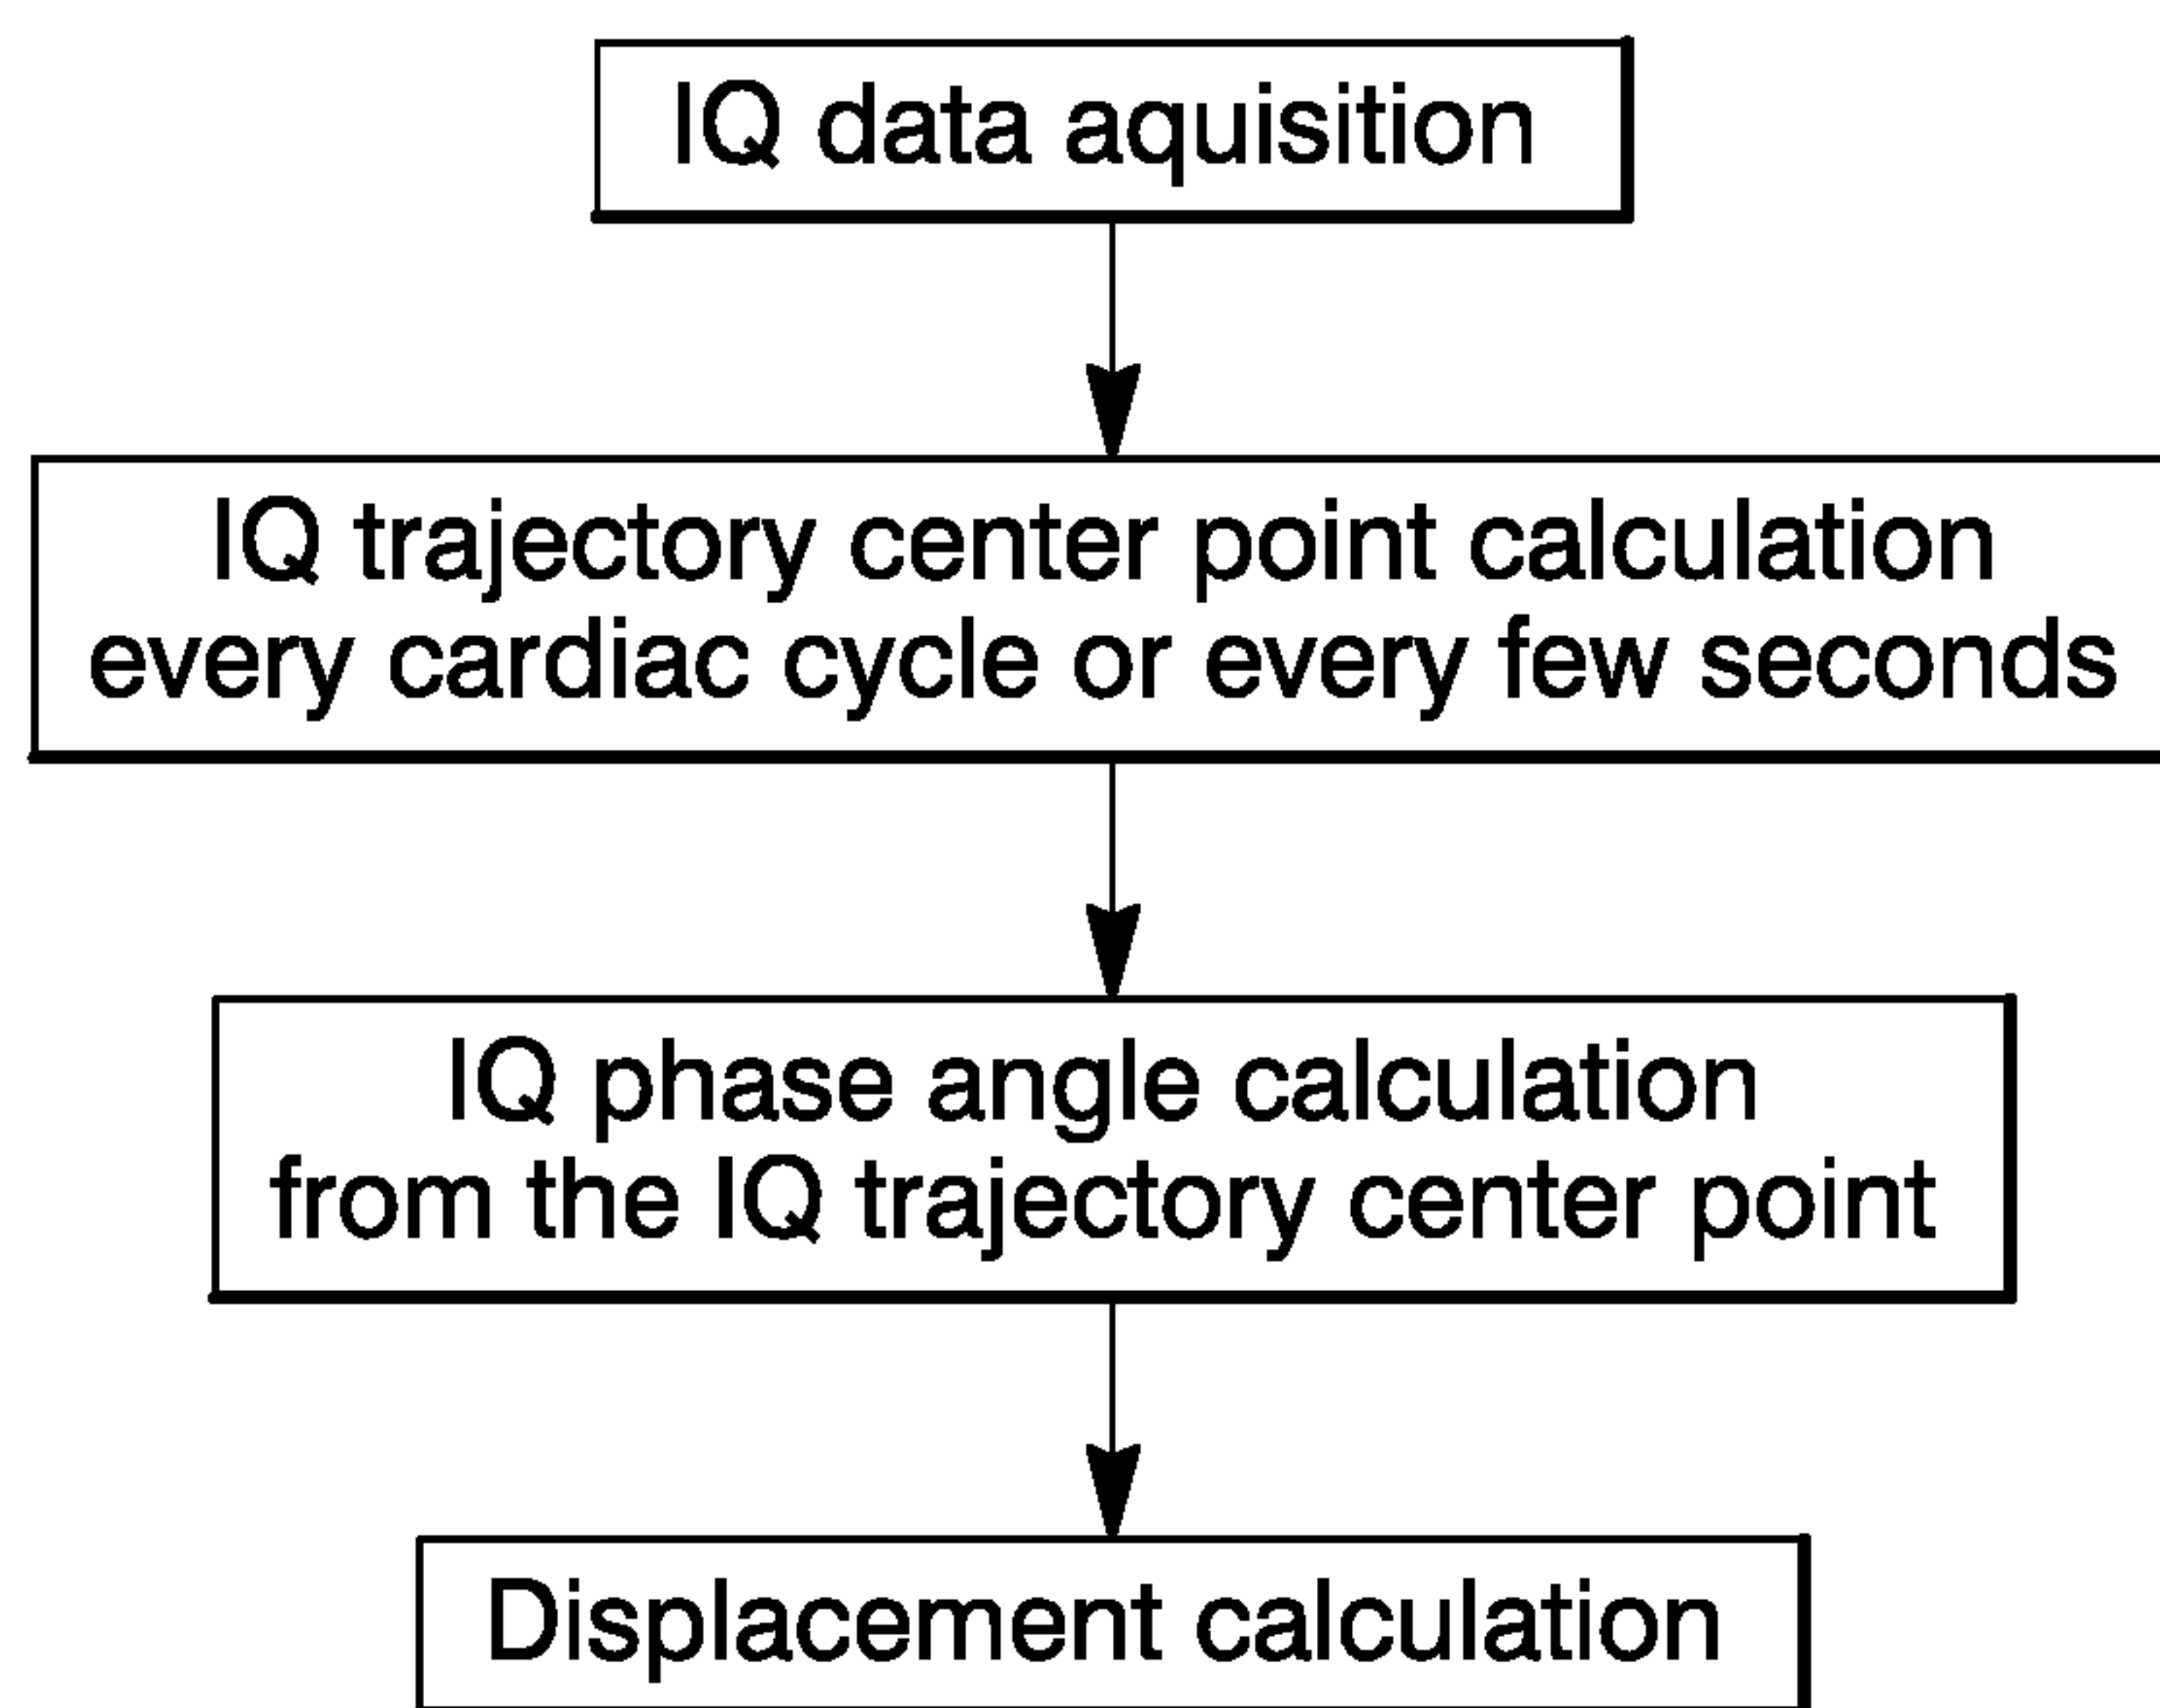 IQ data aquisition
IQ trajectory center point calculation
every cardiac cycle or every few seconds
IQ phase angle calculation
from the IQ trajectory center point
Displacement calculation